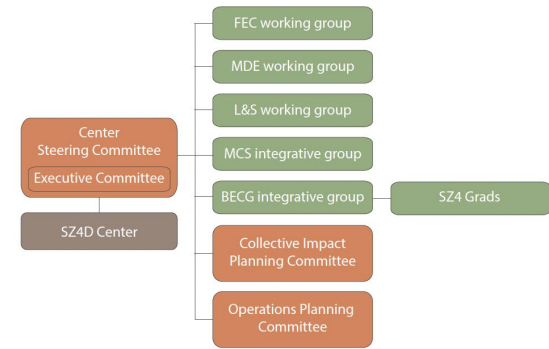 FEC working group
MDE working group
L&S working group
Center
Steering Committee
Executive Committee
MCS integrative group
BECG integrative group
SZ4 Grads
SZ4D Center
Collective Impact
Planning Committee
Operations Planning
Committee